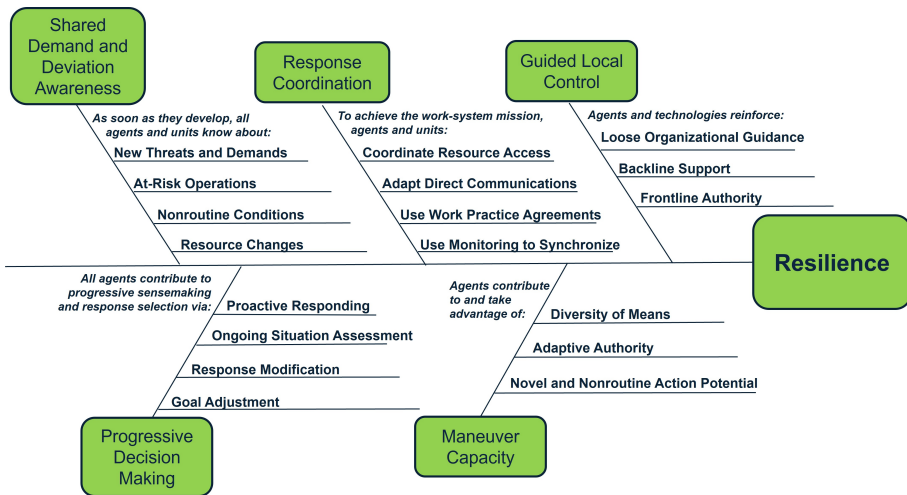 Shared
Demand and
Deviation
Awareness
As soon as they develop, all
agents and units know about:
New Threats and Demands
At-Risk Operations
Nonroutine Conditions
Resource Changes
Response
Coordination
To achieve the work-system mission,
agents and units:
Coordinate Resource Access
Adapt Direct Communications
Use Work Practice Agreements
Use Monitoring to Synchronize
Guided Local
Control
Agents and technologies reinforce:
Loose Organizational Guidance
Backline Support
Frontline Authority
Resilience
All agents contribute to
progressive sensemaking
and response selection via:
Proactive Responding
Ongoing Situation Assessment
Response Modification
Goal Adjustment
Progressive
Decision
Making
Agents contribute
to and take
advantage of:
Diversity of Means
Adaptive Authority
Novel and Nonroutine Action Potential
Maneuver
Capacity